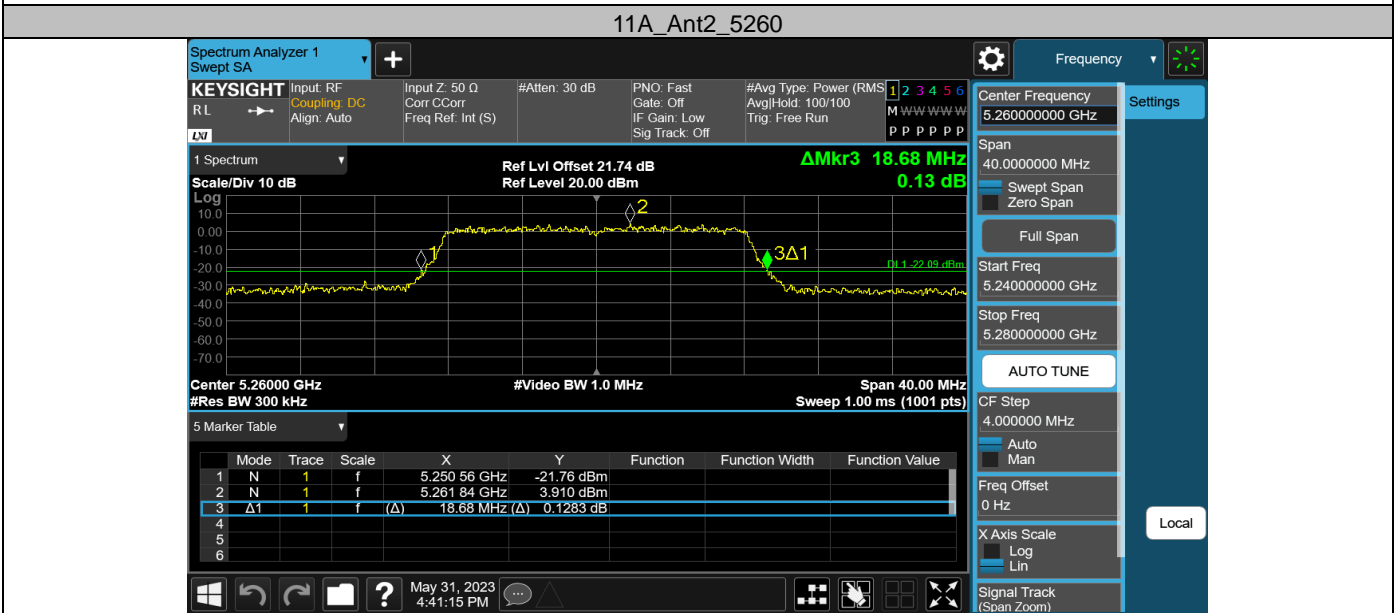 11A_Ant2_5260
Spectrum Analyzer 1
Swept SA
Frequency
KEYSIGHT
RL
LXI
Input: RF
Coupling: DC
Align: Auto
Input Z: 50 Ω
Corr CCorr
Freq Ref: Int (S)
#Atten: 30 dB
PNO: Fast
Gate: Off
IF Gain: Low
Sig Track: Off
#Avg Type: Power (RMS
Avg|Hold: 100/100
Trig: Free Run
1 2 3 4 5 6
M W W W W W
P P P P P P
1 Spectrum
Scale/Div 10 dB
Ref Lvl Offset 21.74 dB
Ref Level 20.00 dBm
ΔMkr3 18.68 MHz
0.13 dB
Log
10.0
0.00
-10.0
-20.0
-30.0
-40.0
-50.0
-60.0
-70.0
1
2
3Δ1
DL1 -22.09 dBm
Center 5.26000 GHz
#Video BW 1.0 MHz
Span 40.00 MHz
#Res BW 300 kHz
Sweep 1.00 ms (1001 pts)
5 Marker Table
Mode Trace Scale X Y Function Function Width Function Value
1 N 1 f 5.250 56 GHz -21.76 dBm
2 N 1 f 5.261 84 GHz 3.910 dBm
3 Δ1 1 f (Δ) 18.68 MHz (Δ) 0.1283 dB
4
5
6
May 31, 2023
4:41:15 PM
Center Frequency
5.260000000 GHz
Settings
Span
40.0000000 MHz
Swept Span
Zero Span
Full Span
Start Freq
5.240000000 GHz
Stop Freq
5.280000000 GHz
AUTO TUNE
CF Step
4.000000 MHz
Auto
Man
Freq Offset
0 Hz
Local
X Axis Scale
Log
Lin
Signal Track
(Span Zoom)